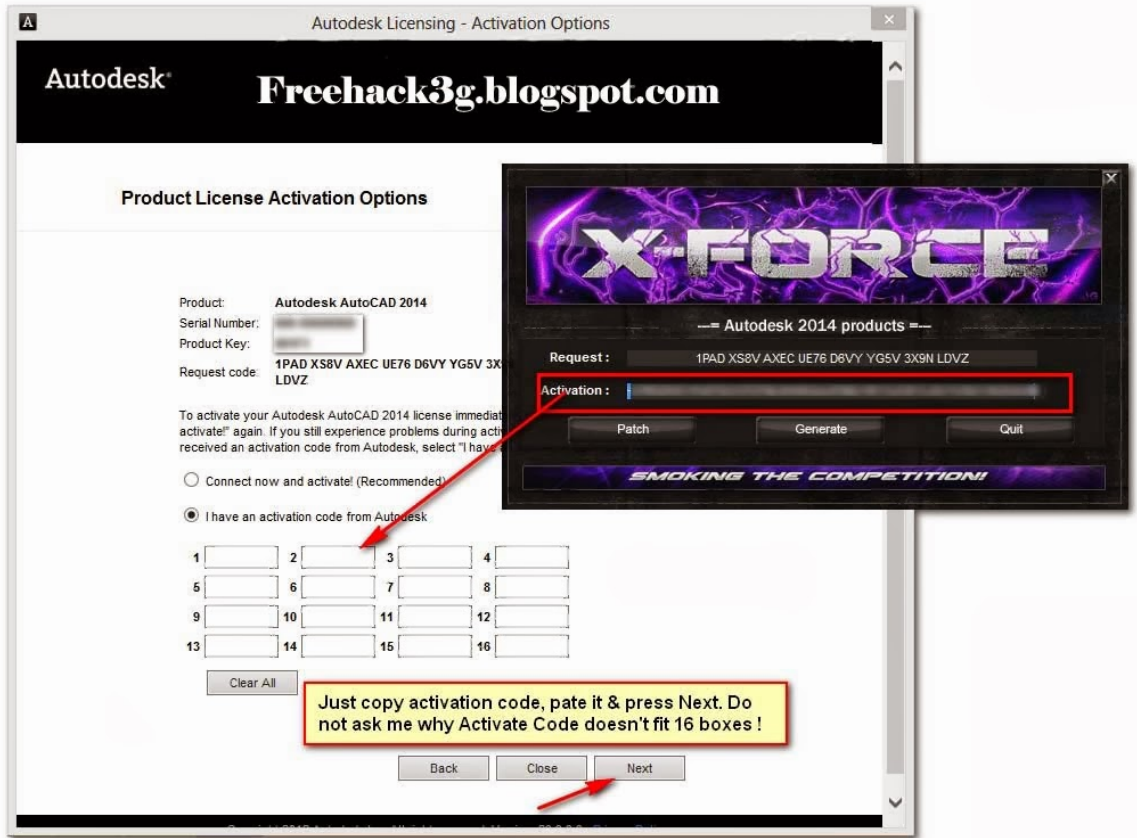 Autodesk Licensing - Activation Options
Autodesk
Freehack3g.blogspot.com
Product License Activation Options
Product: Autodesk AutoCAD 2014
Serial Number:
Product Key:
Request code: 1PAD XS8V AXEC UE76 D6VY YG5V
LDVZ
To activate your Autodesk AutoCAD 2014 license
activate!" again. If you still experience problems during
received an activation code from Autodesk, select "I have
Connect now and activate! (Recommended)
I have an activation code from Autodesk
1 2 3 4
5 6 7 8
9 10 11 12
13 14 15 16
Clear All
Just copy activation code, pate it & press Next. Do
not ask me why Activate Code doesn't fit 16 boxes !
Back Close Next
X-FORCE
---= Autodesk 2014 products =---
Request : 1PAD XS8V AXEC UE76 D6VY YG5V 3X9N LDVZ
Activation :
Patch Generate Quit
SMOKING THE COMPETITION!